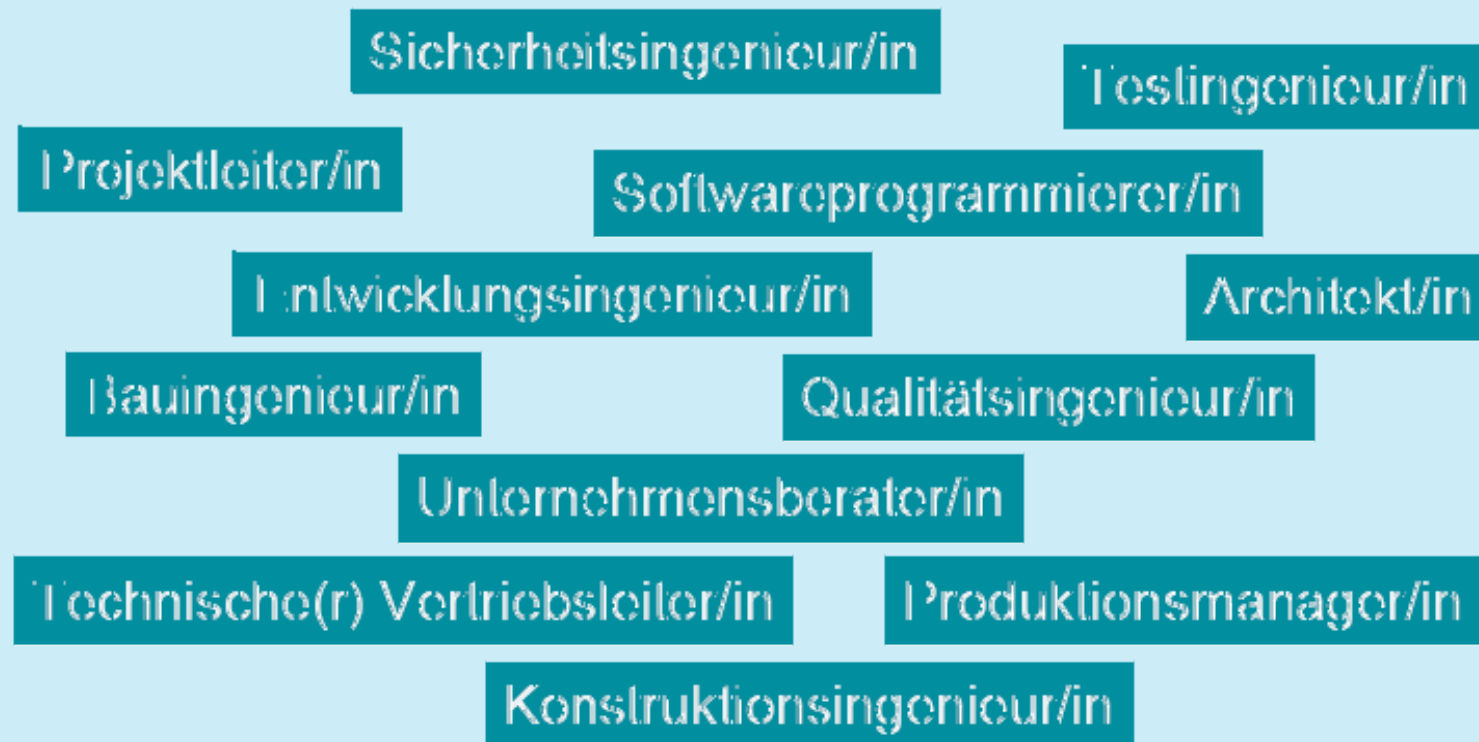 Sicherheitsingenieur/in
Testingenieur/in
Projektleiter/in
Softwareprogrammierer/in
Entwicklungsingenieur/in
Architekt/in
Bauingenieur/in
Qualitätsingenieur/in
Unternehmensberater/in
Technische(r) Vertriebsleiter/in
Produktionsmanager/in
Konstruktionsingenieur/in